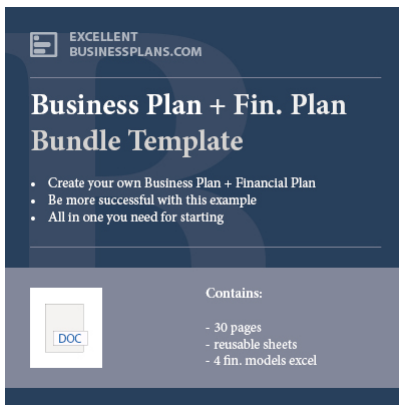 EXCELLENT
BUSINESSPLANS.COM
Business Plan + Fin. Plan
Bundle Template
• Create your own Business Plan + Financial Plan
• Be more successful with this example
• All in one you need for starting
Contains:
- 30 pages
- reusable sheets
- 4 fin. models excel
DOC